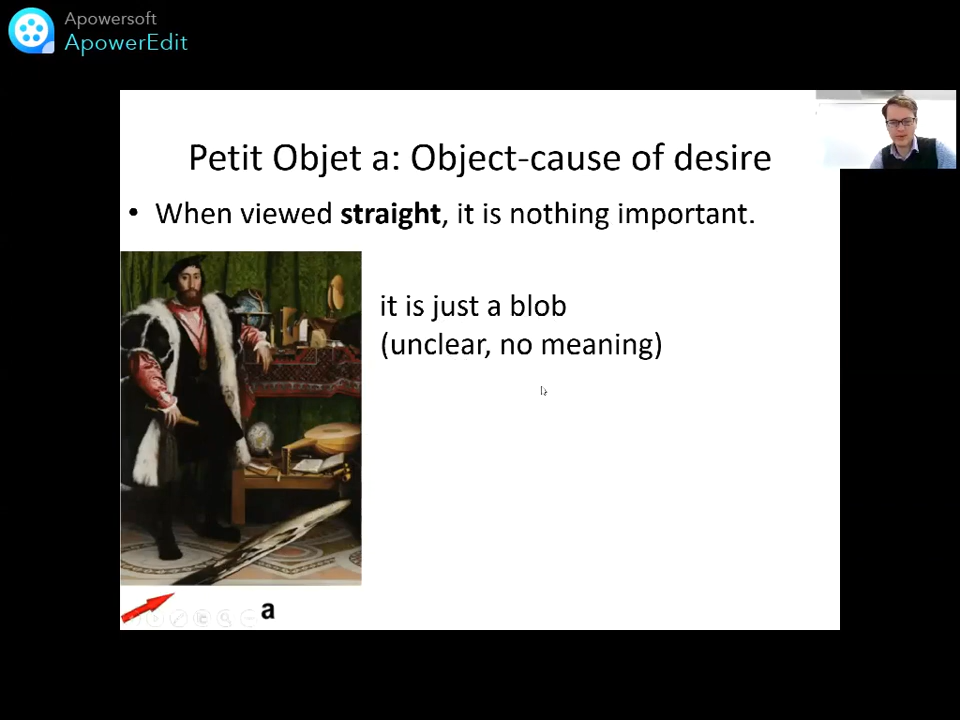 Apowersoft
ApowerEdit
Petit Objet a: Object-cause of desire
• When viewed straight, it is nothing important.
it is just a blob
(unclear, no meaning)
a